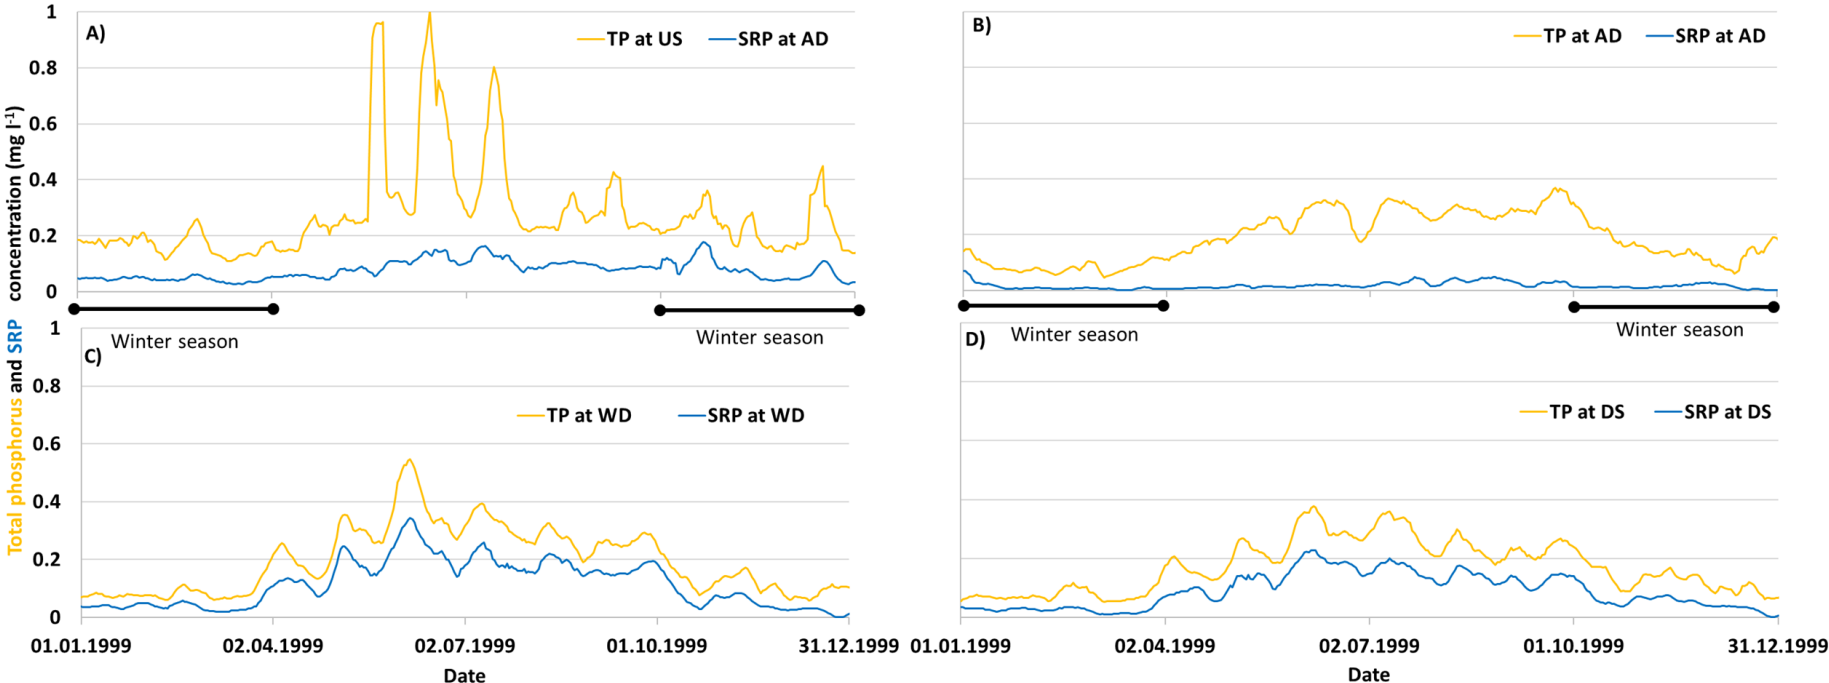 A)
TP at US
SRP at AD
B)
TP at AD
SRP at AD
1
0.8
0.6
0.4
0.2
0
Winter season
Winter season
Winter season
Winter season
Total phosphorus and SRP concentration (mg l-1)
C)
TP at WD
SRP at WD
D)
TP at DS
SRP at DS
1
0.8
0.6
0.4
0.2
0
01.01.1999
02.04.1999
02.07.1999
01.10.1999
31.12.1999
01.01.1999
02.04.1999
02.07.1999
01.10.1999
31.12.1999
Date
Date